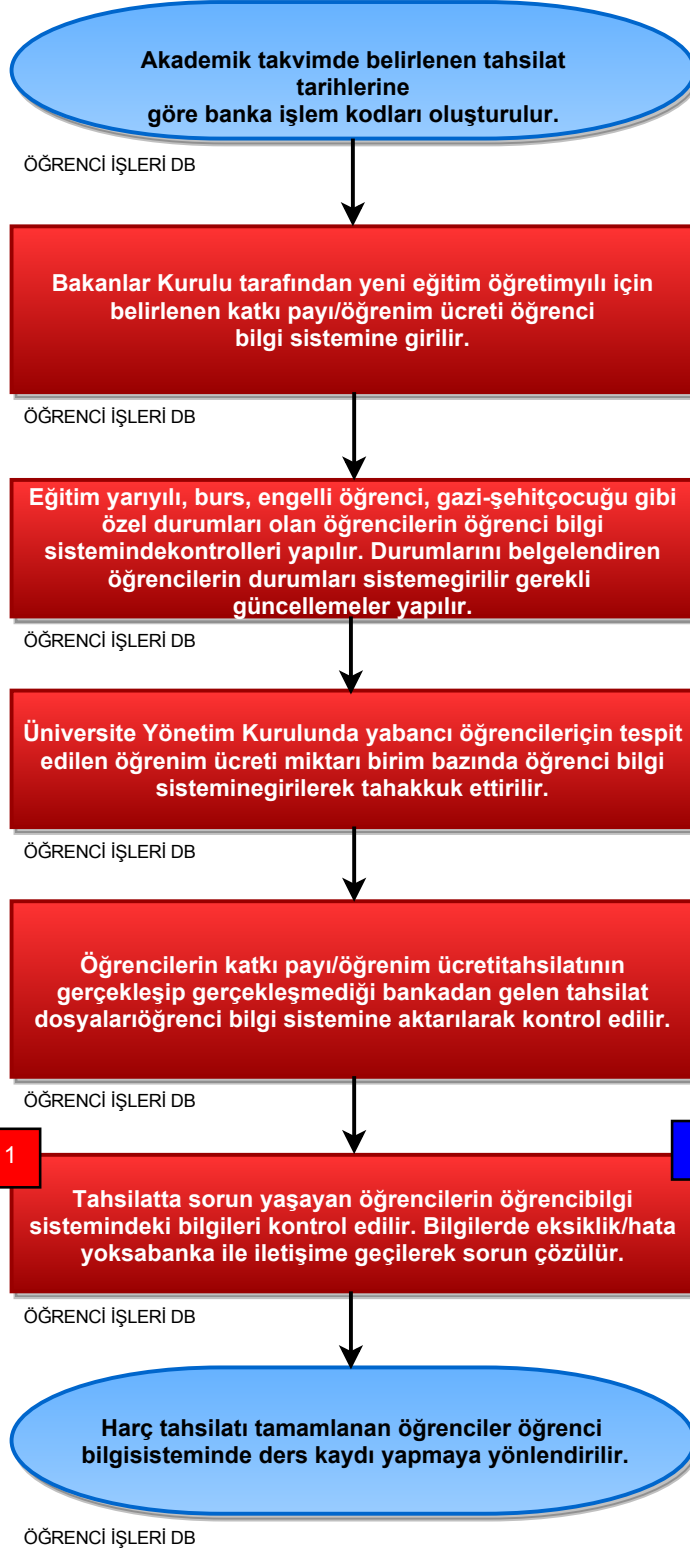 Akademik takvimde belirlenen tahsilat
tarihlerine
göre banka işlem kodları oluşturulur.
ÖĞRENCİ İŞLERİ DB
Bakanlar Kurulu tarafından yeni eğitim öğretimyılı için
belirlenen katkı payı/öğrenim ücreti öğrenci
bilgi sistemine girilir.
ÖĞRENCİ İŞLERİ DB
Eğitim yarıyılı, burs, engelli öğrenci, gazi-şehitçocuğu gibi
özel durumları olan öğrencilerin öğrenci bilgi
sistemindekontrolleri yapılır. Durumlarını belgelendiren
öğrencilerin durumları sistemegirilir gerekli
güncellemeler yapılır.
ÖĞRENCİ İŞLERİ DB
Üniversite Yönetim Kurulunda yabancı öğrencileriçin tespit
edilen öğrenim ücreti miktarı birim bazında öğrenci bilgi
sisteminegirilerek tahakkuk ettirilir.
ÖĞRENCİ İŞLERİ DB
Öğrencilerin katkı payı/öğrenim ücretitahsilatının
gerçekleşip gerçekleşmediği bankadan gelen tahsilat
dosyalarıöğrenci bilgi sistemine aktarılarak kontrol edilir.
ÖĞRENCİ İŞLERİ DB
1
Tahsilatta sorun yaşayan öğrencilerin öğrencibilgi
sistemindeki bilgileri kontrol edilir. Bilgilerde eksiklik/hata
yoksabanka ile iletişime geçilerek sorun çözülür.
ÖĞRENCİ İŞLERİ DB
Harç tahsilatı tamamlanan öğrenciler öğrenci
bilgisisteminde ders kaydı yapmaya yönlendirilir.
ÖĞRENCİ İŞLERİ DB